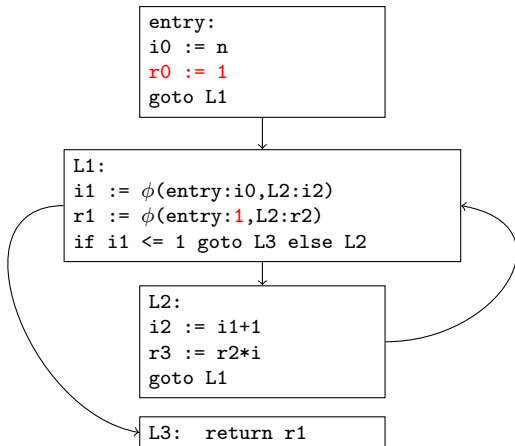 entry:
i0 := n
r0 := 1
goto L1
L1:
i1 := ϕ(entry:i0,L2:i2)
r1 := ϕ(entry:1,L2:r2)
if i1 <= 1 goto L3 else L2
L2:
i2 := i1+1
r3 := r2*i
goto L1
L3: return r1